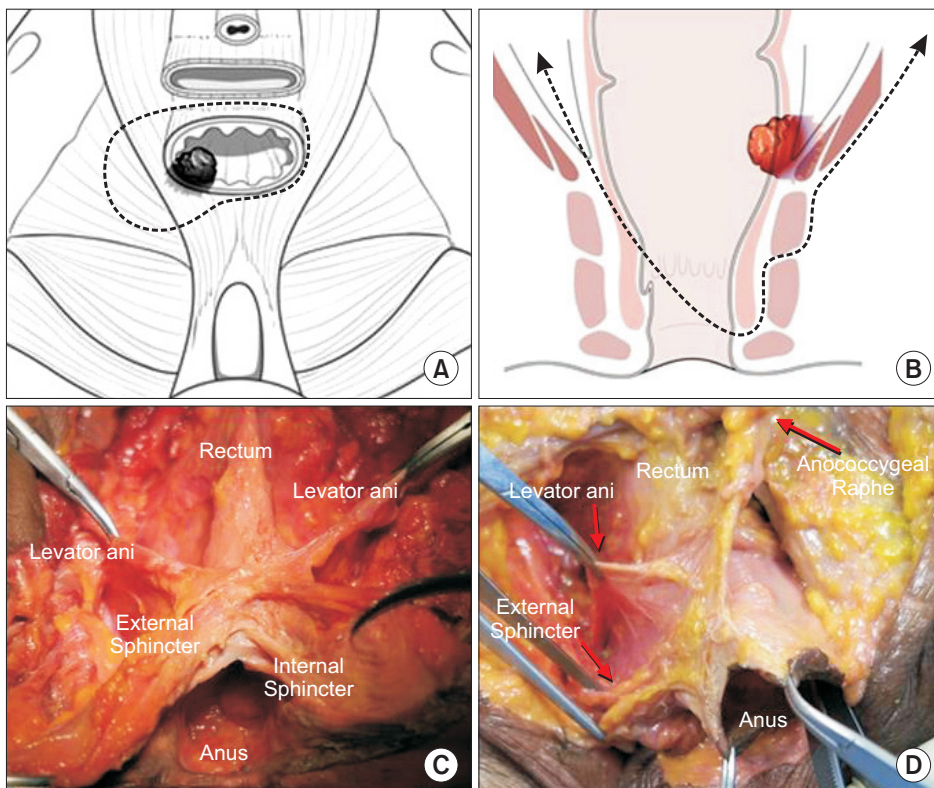 A
B
Rectum
Levator ani
Levator ani
External
Sphincter
Internal
Sphincter
Anus
C
Rectum
Anococcygeal
Raphe
Levator ani
External
Sphincter
Anus
D